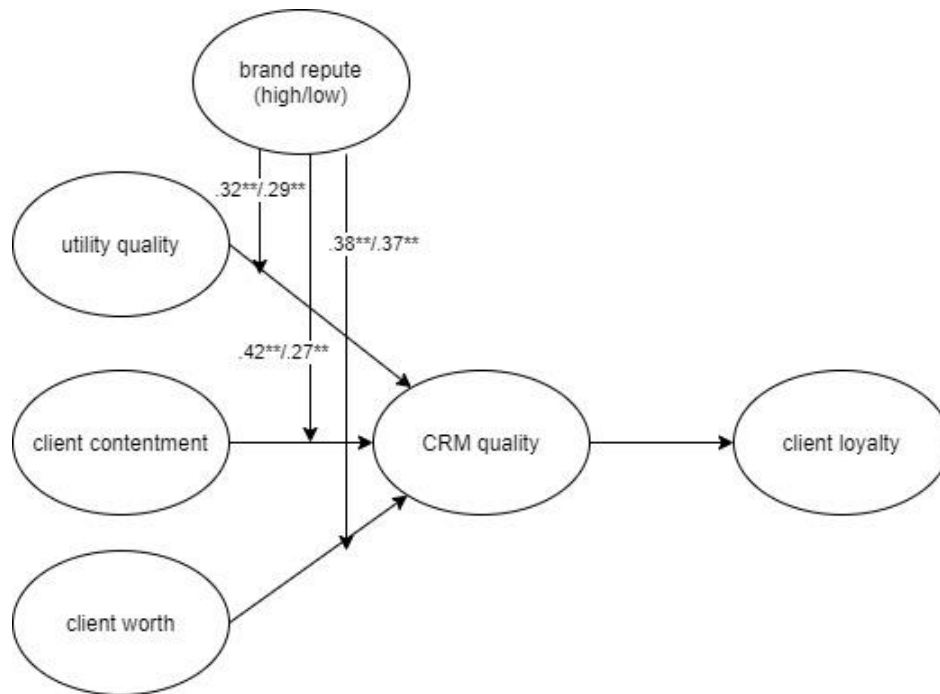 brand repute
(high/low)
.32**/.29**
utility quality
.38**/.37**
.42**/.27**
client contentment
CRM quality
client loyalty
client worth